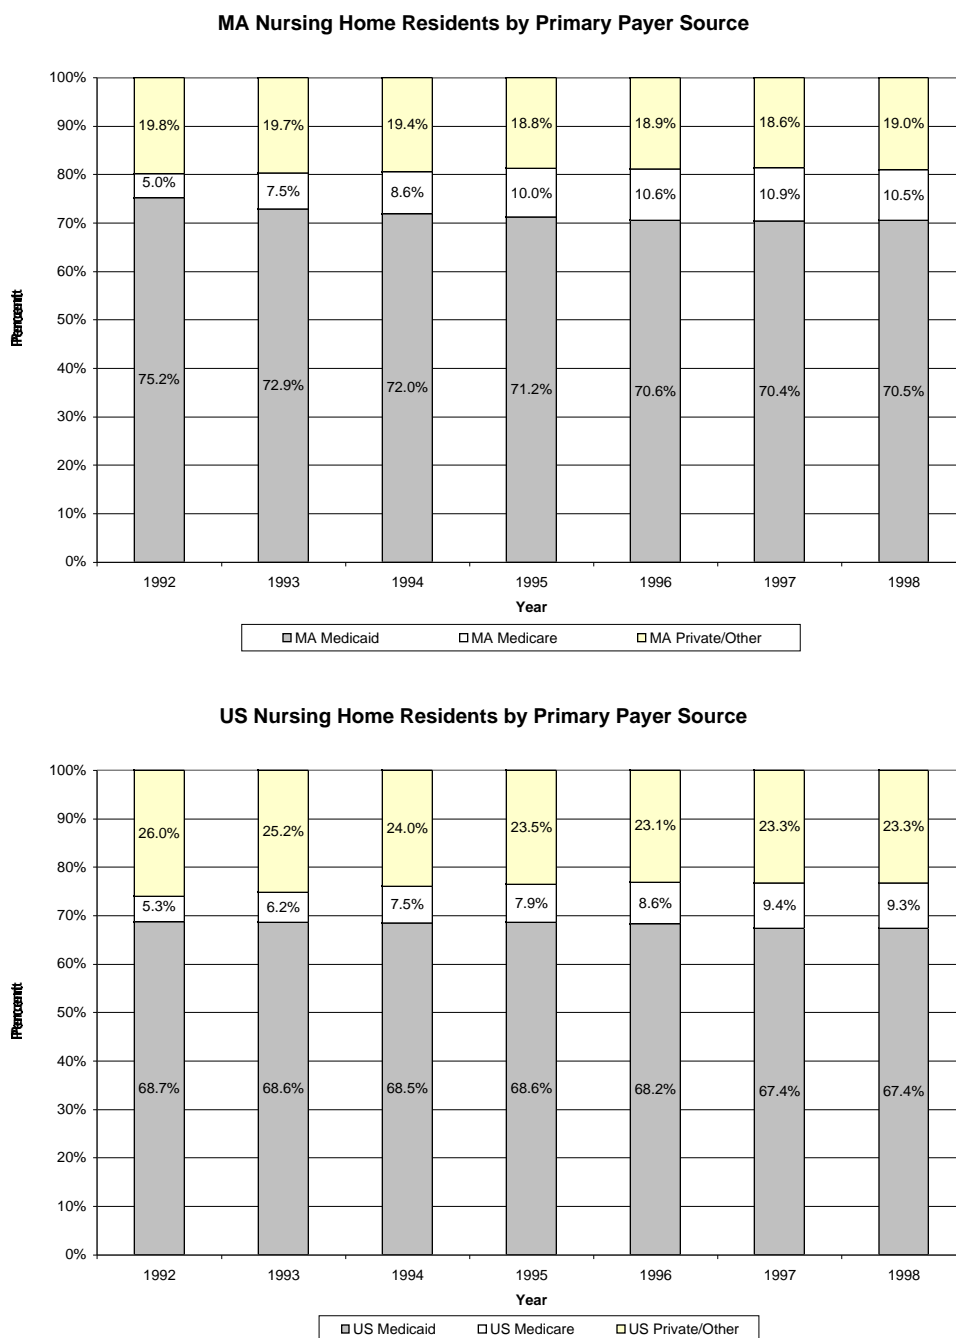 MA Nursing Home Residents by Primary Payer Source
100%
90%
80%
70%
60%
50%
40%
30%
20%
10%
0%
Percent
19.8% 19.7% 19.4% 18.8% 18.9% 18.6% 19.0%
5.0% 7.5% 8.6% 10.0% 10.6% 10.9% 10.5%
75.2% 72.9% 72.0% 71.2% 70.6% 70.4% 70.5%
1992 1993 1994 1995 1996 1997 1998
Year
MA Medicaid MA Medicare MA Private/Other
US Nursing Home Residents by Primary Payer Source
100%
90%
80%
70%
60%
50%
40%
30%
20%
10%
0%
Percent
26.0% 25.2% 24.0% 23.5% 23.1% 23.3% 23.3%
5.3% 6.2% 7.5% 7.9% 8.6% 9.4% 9.3%
68.7% 68.6% 68.5% 68.6% 68.2% 67.4% 67.4%
1992 1993 1994 1995 1996 1997 1998
Year
US Medicaid US Medicare US Private/Other